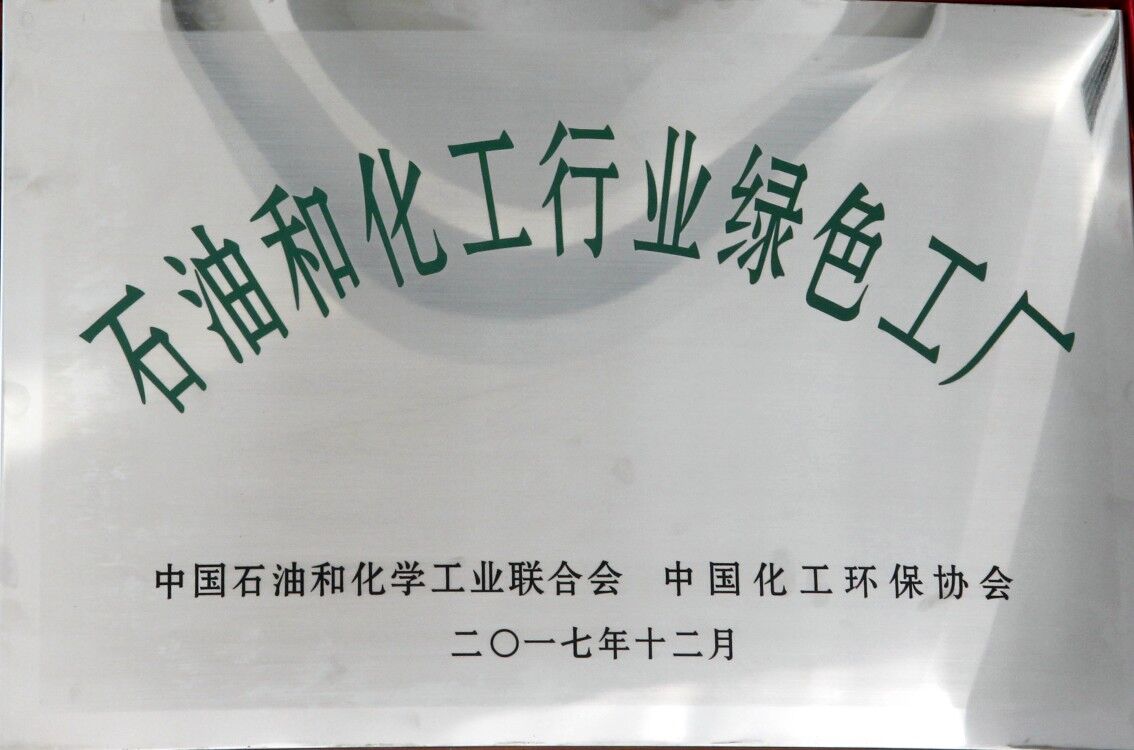 石油和化工行业绿色工厂
中国石油和化学工业联合会 中国化工环保协会
二〇一七年十二月